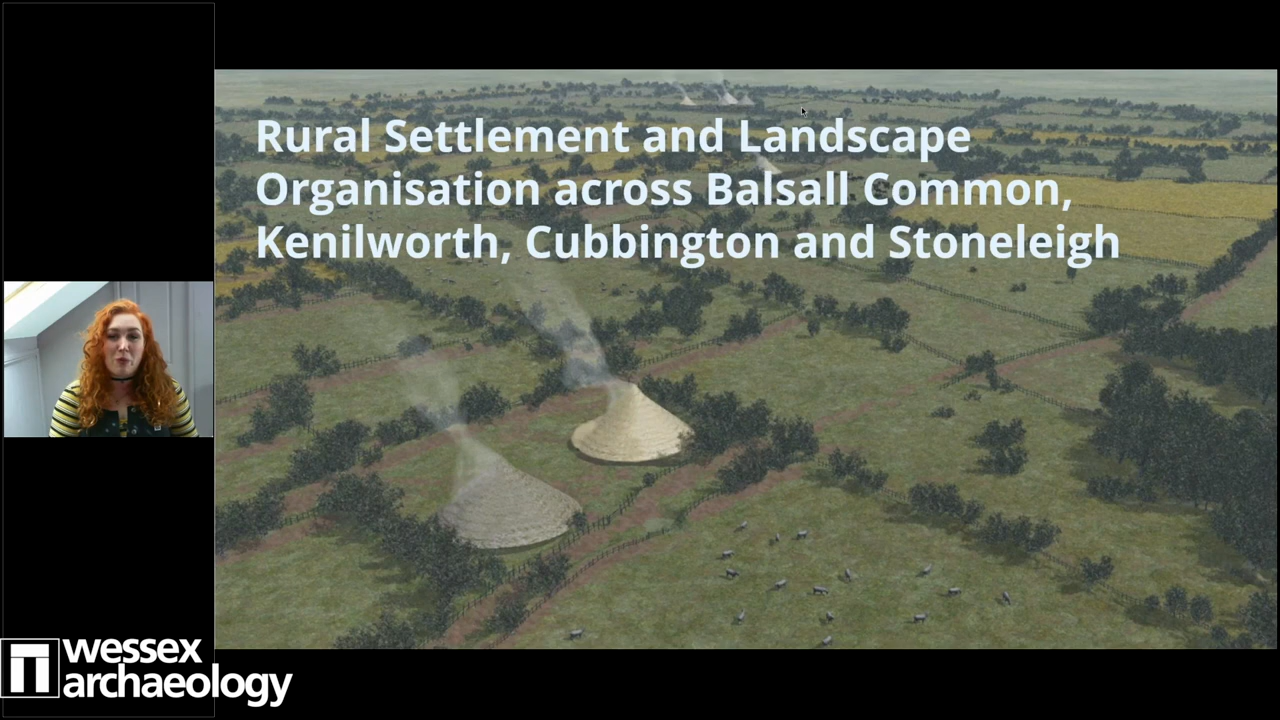 Rural Settlement and Landscape
Organisation across Balsall Common,
Kenilworth, Cubbington and Stoneleigh
wessex
archaeology